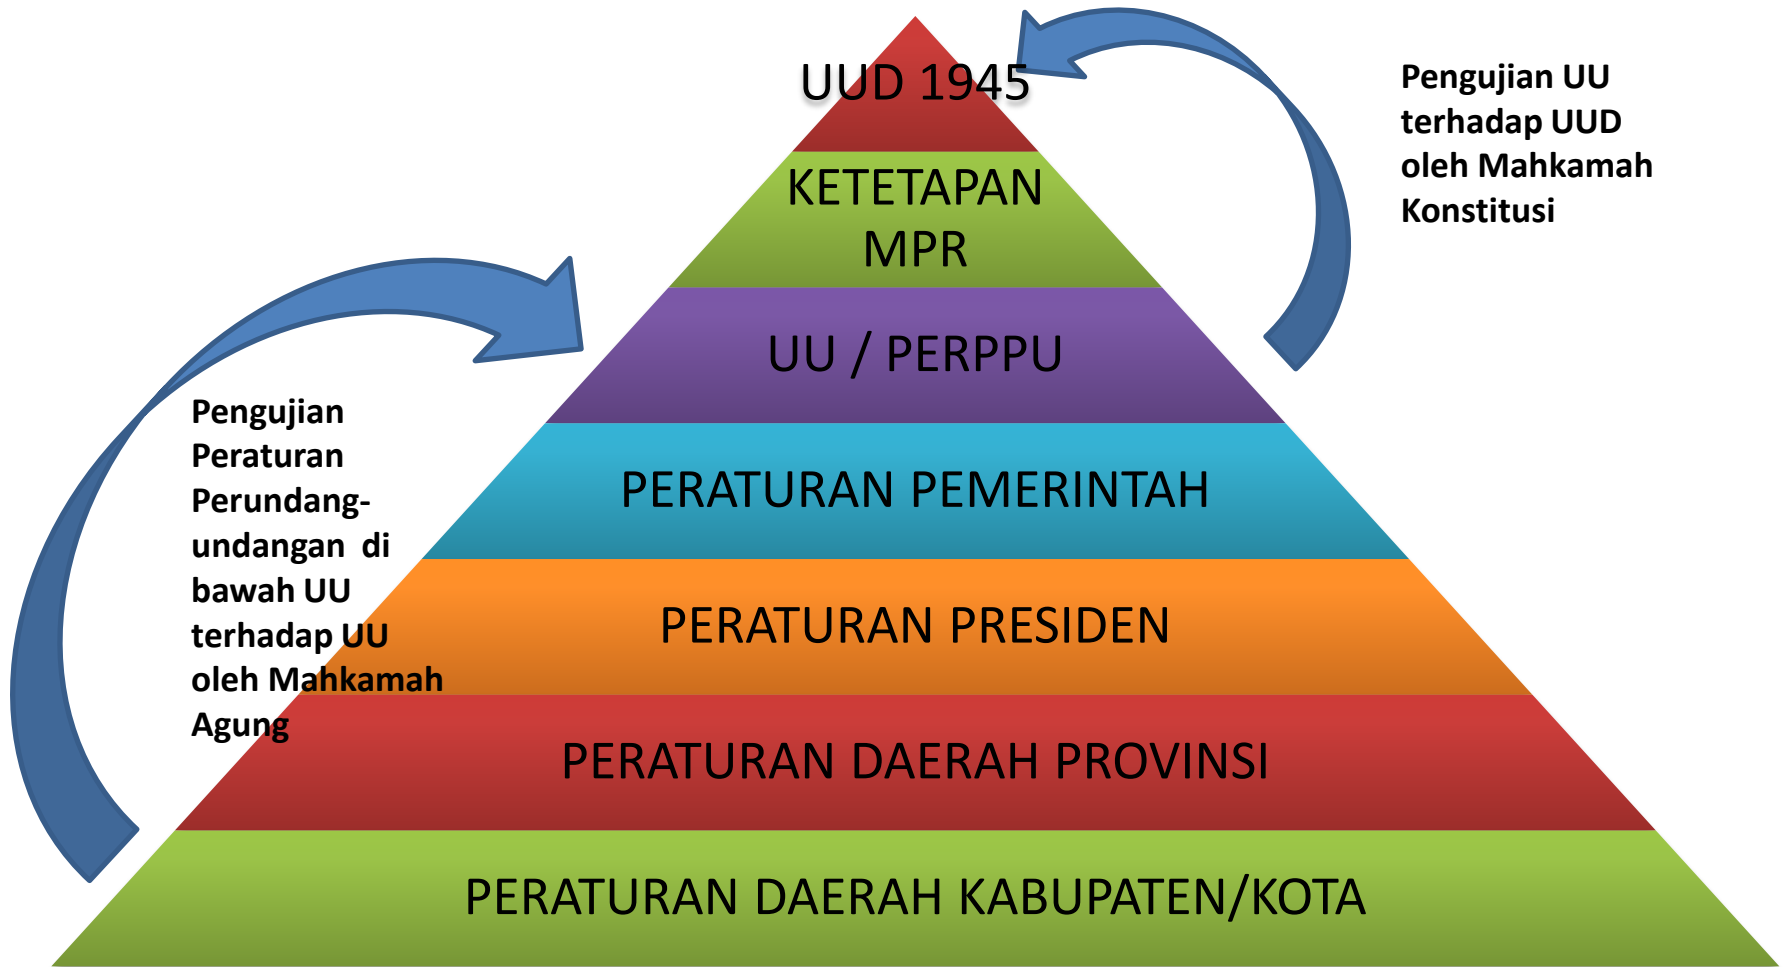 UUD 1945
KETETAPAN
MPR
UU / PERPPU
PERATURAN PEMERINTAH
PERATURAN PRESIDEN
PERATURAN DAERAH PROVINSI
PERATURAN DAERAH KABUPATEN/KOTA
Pengujian UU
terhadap UUD
oleh Mahkamah
Konstitusi
Pengujian
Peraturan
Perundang-
undangan di
bawah UU
terhadap UU
oleh Mahkamah
Agung